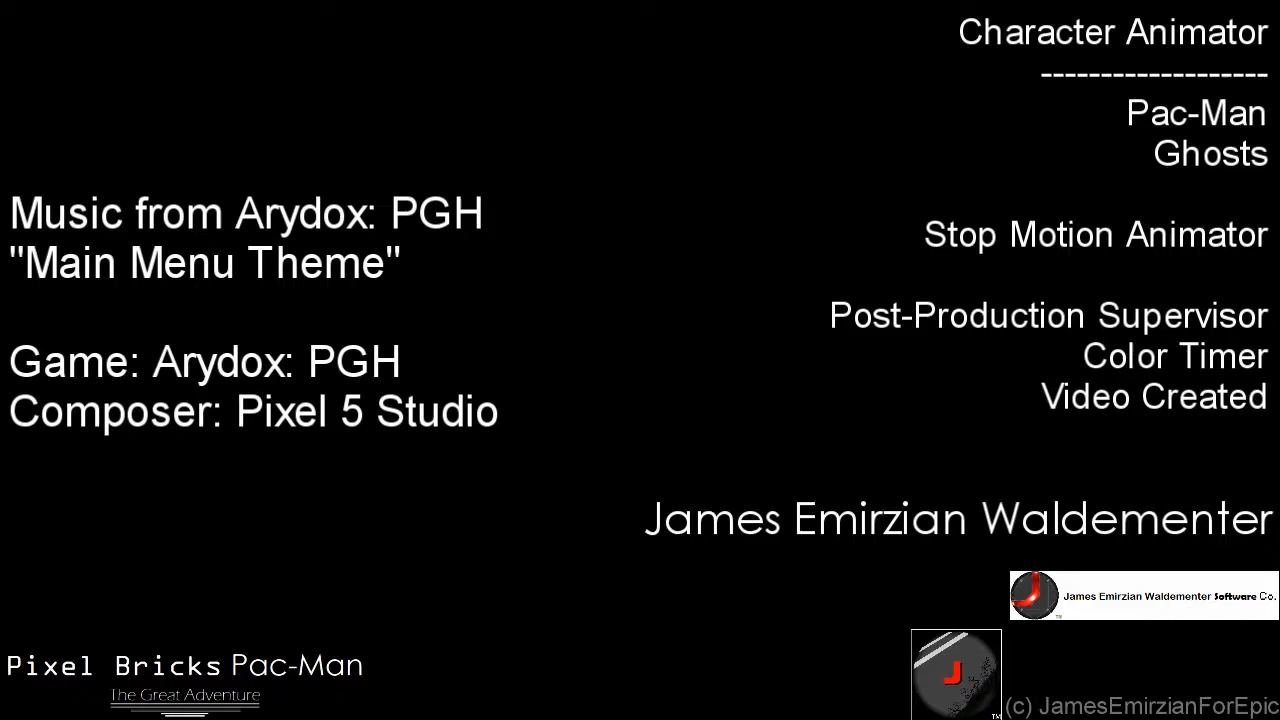 Character Animator
-------------------
Pac-Man
Ghosts
Stop Motion Animator
Post-Production Supervisor
Color Timer
Video Created
Music from Arydox: PGH
"Main Menu Theme"
Game: Arydox: PGH
Composer: Pixel 5 Studio
James Emirzian Waldementer
J James Emirzian Waldementer Software Co.
TM
Pixel Bricks Pac-Man
The Great Adventure
J
TM
(c) JamesEmirzianForEpic